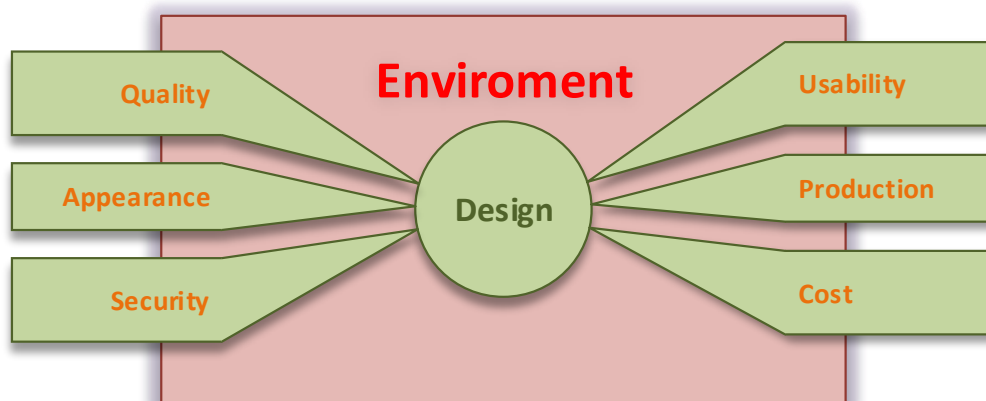 Enviroment
Quality
Appearance
Security
Design
Usability
Production
Cost